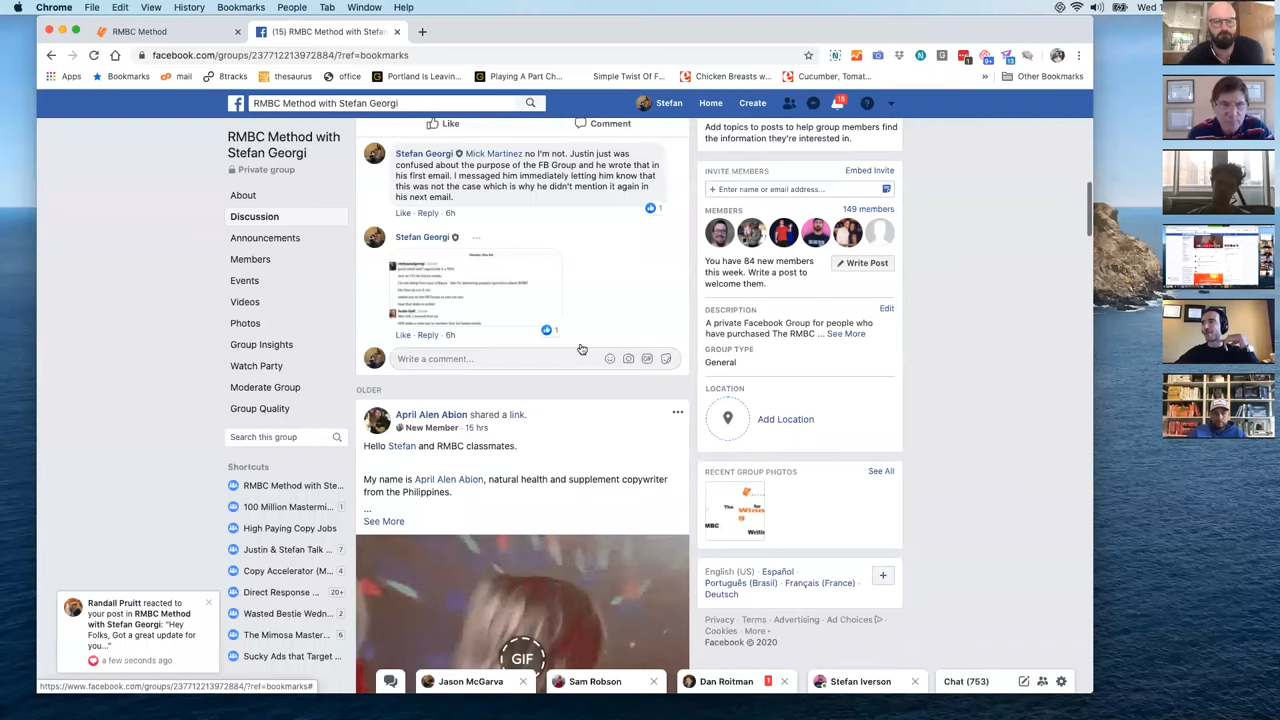 Chrome File Edit View History Bookmarks People Tab Window Help
Wed 1
RMBC Method
(15) RMBC Method with Stefan
facebook.com/groups/237712213972884/?ref=bookmarks
Apps Bookmarks mail 8tracks thesaurus office Portland Is Leavin... Playing A Part Ch... Simple Twist Of F... Chicken Breasts w... Cucumber, Tomat... » Other Bookmarks
RMBC Method with Stefan Georgi
Stefan Home Create 15
RMBC Method with
Stefan Georgi
Private group
About
Discussion
Announcements
Members
Events
Videos
Photos
Group Insights
Watch Party
Moderate Group
Group Quality
Search this group
Shortcuts
RMBC Method with Ste...
100 Million Mastermi... 1
High Paying Copy Jobs
Justin & Stefan Talk ... 7
Copy Accelerator (M... 4
Direct Response ... 20+
Wasted Bestie Wedn... 2
The Mimosa Master... 6
Sucky Ads that Target ...
Like Comment
Stefan Georgi Mick Martinez no I'm not. Justin just was
confused about the purpose of the FB Group and he wrote that in
his first email. I messaged him immediately letting him know that
this was not the case which is why he didn't mention it again in
his next email.
1
Like · Reply · 6h
Stefan Georgi ...
1
Like · Reply · 6h
Write a comment...
GIF
OLDER
April Alen Abion shared a link.
New Member · 15 hrs
Hello Stefan and RMBC classmates.
My name is April Alen Abion, natural health and supplement copywriter
from the Philippines.
...
See More
GIF
Add topics to posts to help group members find
the information they're interested in.
INVITE MEMBERS Embed Invite
+ Enter name or email address...
MEMBERS 149 members
You have 84 new members
this week. Write a post to
welcome them.
Write Post
DESCRIPTION Edit
A private Facebook Group for people who
have purchased The RMBC ... See More
GROUP TYPE
General
LOCATION
Add Location
RECENT GROUP PHOTOS See All
English (US) · Español ·
Português (Brasil) · Français (France) ·
Deutsch
+
Privacy · Terms · Advertising · Ad Choices ·
Cookies · More
Facebook © 2020
Randall Pruitt reacted to
your post in RMBC Method
with Stefan Georgi: "Hey
Folks, Got a great update for
you..."
a few seconds ago
https://www.facebook.com/groups/237712213972884/?ref=bookmarks#
Jason McGarva Sam Robson Dan Roitman Stefan Iverson Chat (753)